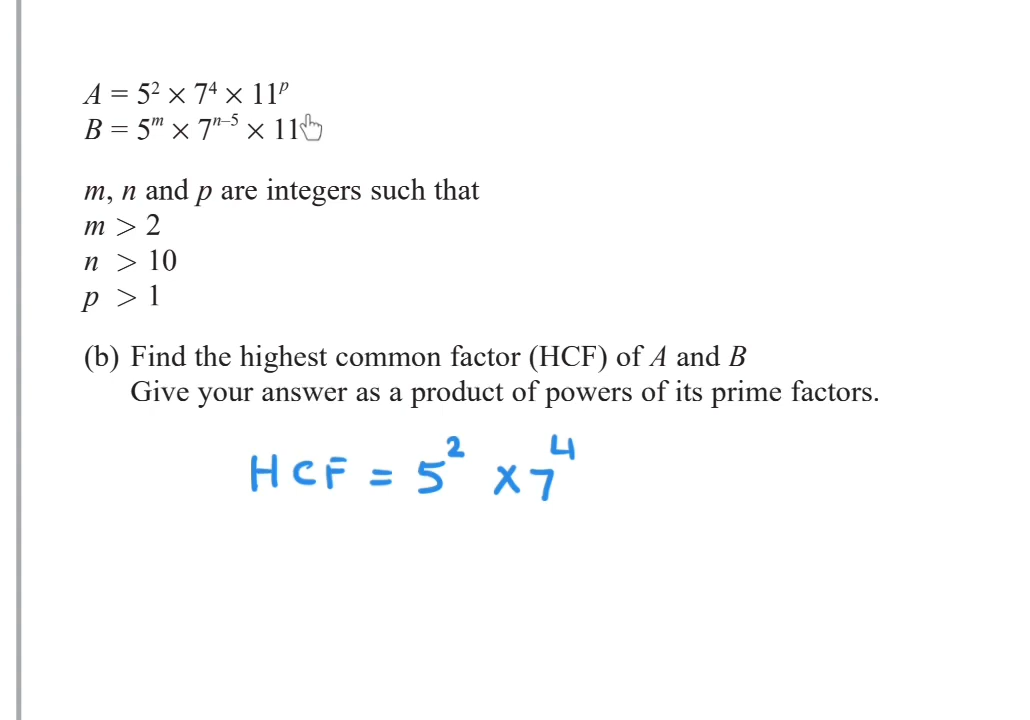 A = 5² × 7⁴ × 11ᵖ
B = 5ᵐ × 7ⁿ⁻⁵ × 11
m, n and p are integers such that
m > 2
n > 10
p > 1
(b) Find the highest common factor (HCF) of A and B
Give your answer as a product of powers of its prime factors.
HCF = 5² × 7⁴